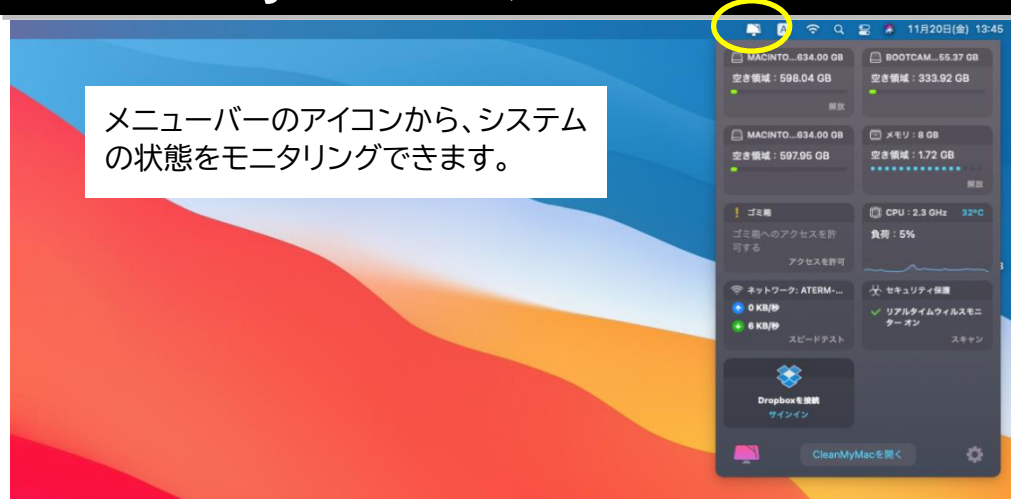 A
11月20日(金) 13:45
メニューバーのアイコンから、システム
の状態をモニタリングできます。
MACINTO...634.00 GB
空き領域:598.04 GB
解放
BOOTCAM...55.37 GB
空き領域:333.92 GB
MACINTO...634.00 GB
空き領域:597.95 GB
メモリ:8 GB
空き領域:1.72 GB
解放
ゴミ箱
ゴミ箱へのアクセスを許
可する
アクセスを許可
CPU:2.3 GHz 32°C
負荷:5%
ネットワーク: ATERM-...
0 KB/秒
6 KB/秒
スピードテスト
セキュリティ保護
リアルタイムウィルスモニ
ター オン
スキャン
Dropboxを接続
サインイン
CleanMyMacを開く